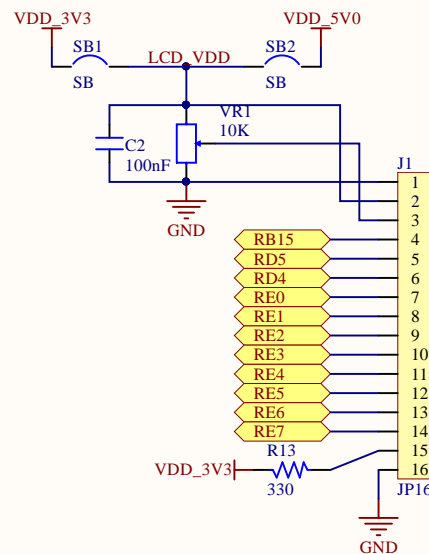 VDD_3V3 VDD_5V0
SB1 LCD_VDD SB2
SB SB
VR1
10K
C2
100nF
GND
J1
1
2
3
RB15 4
RD5 5
RD4 6
RE0 7
RE1 8
RE2 9
RE3 10
RE4 11
RE5 12
RE6 13
RE7 14
R13 15
VDD_3V3 16
330 JP16
GND